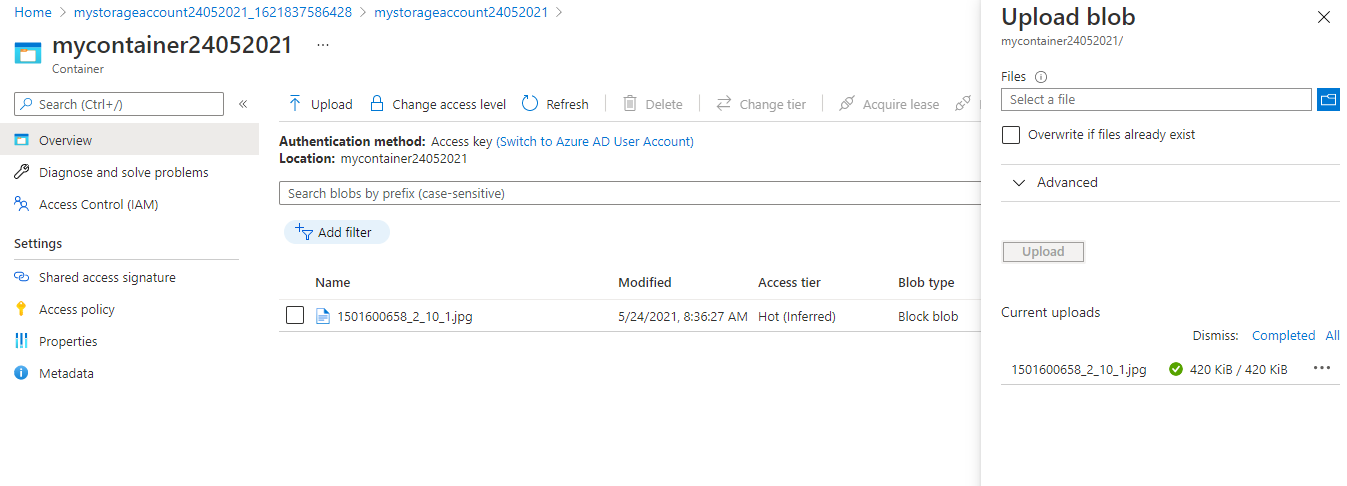 Home > mystorageaccount24052021_1621837586428 > mystorageaccount24052021 >
mycontainer24052021 ...
Container
Search (Ctrl+/)
«
Overview
Diagnose and solve problems
Access Control (IAM)
Settings
Shared access signature
Access policy
Properties
Metadata
Upload Change access level Refresh Delete Change tier Acquire lease
Authentication method: Access key (Switch to Azure AD User Account)
Location: mycontainer24052021
Search blobs by prefix (case-sensitive)
Add filter
Name Modified Access tier Blob type
1501600658_2_10_1.jpg 5/24/2021, 8:36:27 AM Hot (Inferred) Block blob
Upload blob
mycontainer24052021/
Files
Select a file
Overwrite if files already exist
Advanced
Upload
Current uploads
Dismiss: Completed All
1501600658_2_10_1.jpg 420 KiB / 420 KiB ...